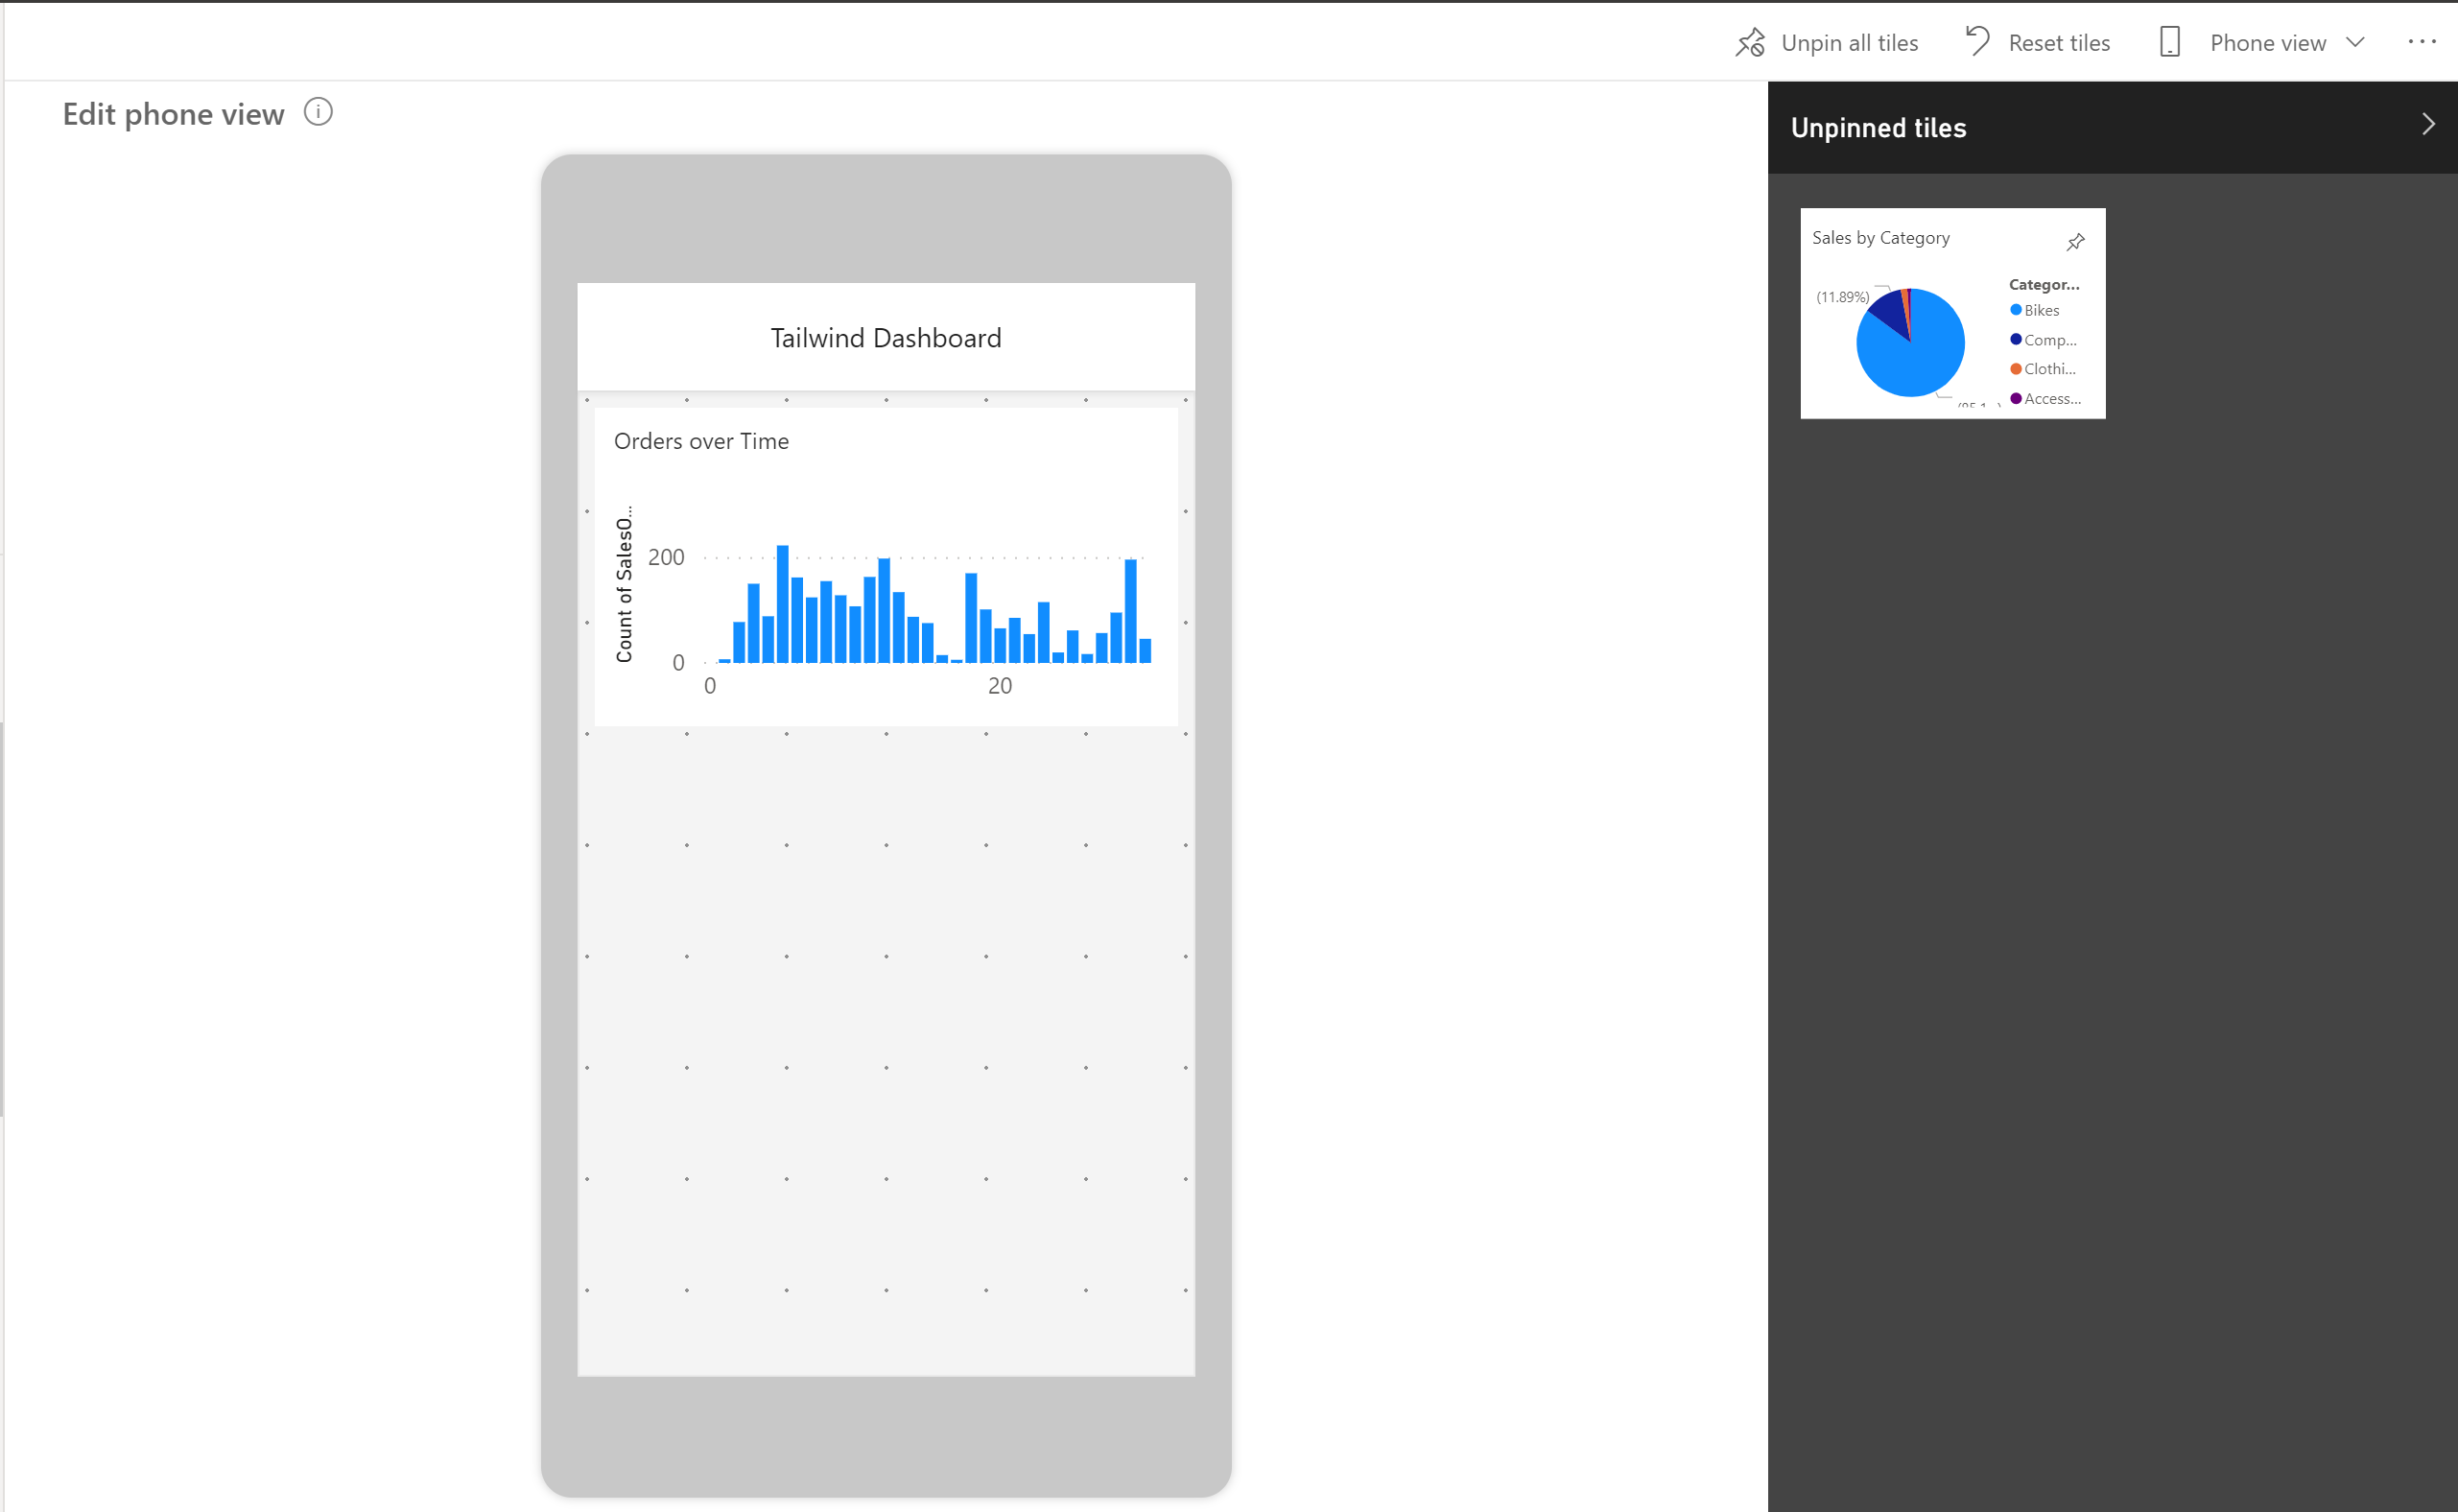 Unpin all tiles
Reset tiles
Phone view
Edit phone view
Unpinned tiles
Sales by Category
(11.89%)
Categor...
Bikes
Comp...
Clothi...
Access...
Tailwind Dashboard
Orders over Time
Count of SalesO...
200
0
0
20